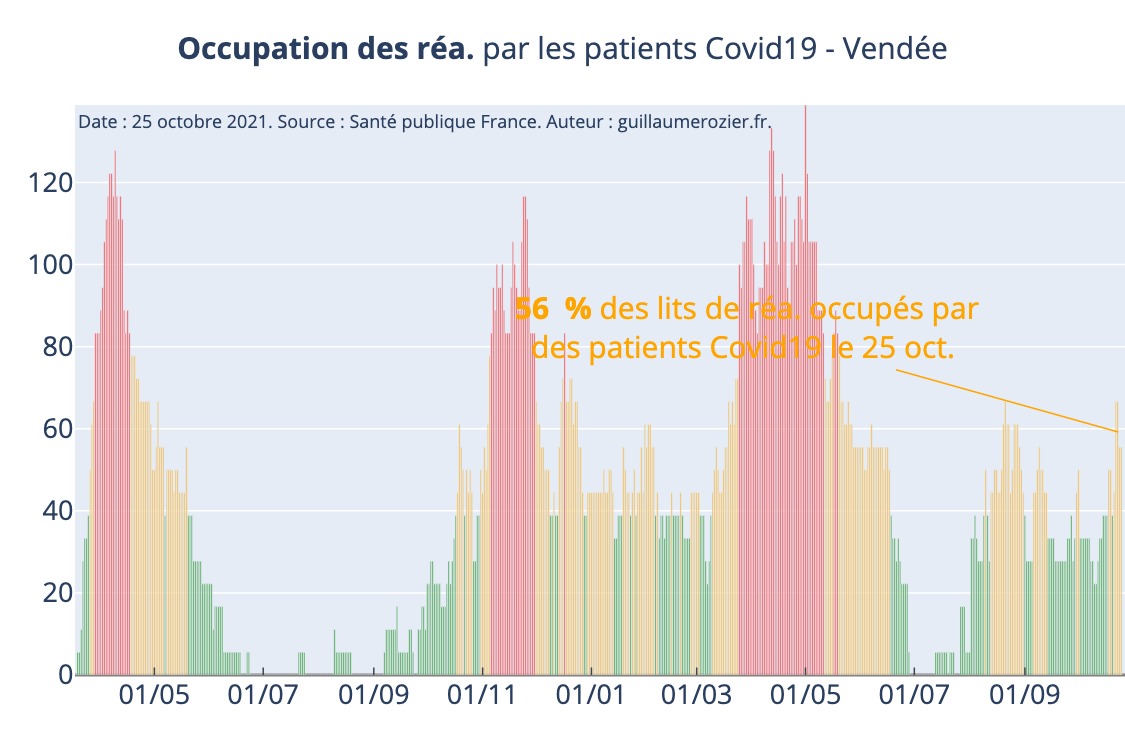 Occupation des réa. par les patients Covid19 - Vendée
Date : 25 octobre 2021. Source : Santé publique France. Auteur : guillaumerozier.fr.
120
100
80
60
40
20
0
56 % des lits de réa. occupés par
des patients Covid19 le 25 oct.
01/05 01/07 01/09 01/11 01/01 01/03 01/05 01/07 01/09